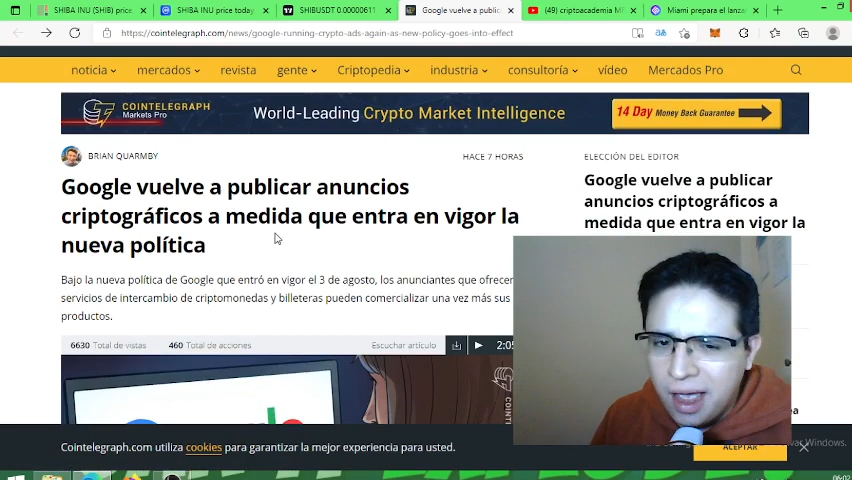 SHIBA INU (SHIB) price
SHIBA INU price today,
SHIBUSDT 0.00000611
Google vuelve a public
(49) criptoacademia
Miami prepara el lanza
https://cointelegraph.com/news/google-running-crypto-ads-again-as-new-policy-goes-into-effect
noticia mercados revista gente Criptopedia industria consultoría vídeo Mercados Pro
COINTELEGRAPH
Markets Pro
World-Leading Crypto Market Intelligence
14 Day Money Back Guarantee
BRIAN QUARMBY
HACE 7 HORAS
Google vuelve a publicar anuncios
criptográficos a medida que entra en vigor la
nueva política
Bajo la nueva política de Google que entró en vigor el 3 de agosto, los anunciantes que ofrecen
servicios de intercambio de criptomonedas y billeteras pueden comercializar una vez más sus
productos.
6630 Total de vistas 460 Total de acciones Escuchar artículo 2:05
ELECCIÓN DEL EDITOR
Google vuelve a publicar
anuncios criptográficos a
medida que entra en vigor la
Cointelegraph.com utiliza cookies para garantizar la mejor experiencia para usted.
ACEPTAR
Windows.
06:02